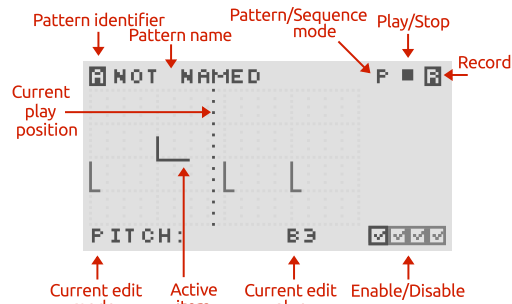 Pattern identifier
Pattern name
Pattern/Sequence
mode
Play/Stop
Record
A NOT NAMED
P ■ R
Current
play
position
PITCH:
B3
Current edit
Active
Current edit
Enable/Disable